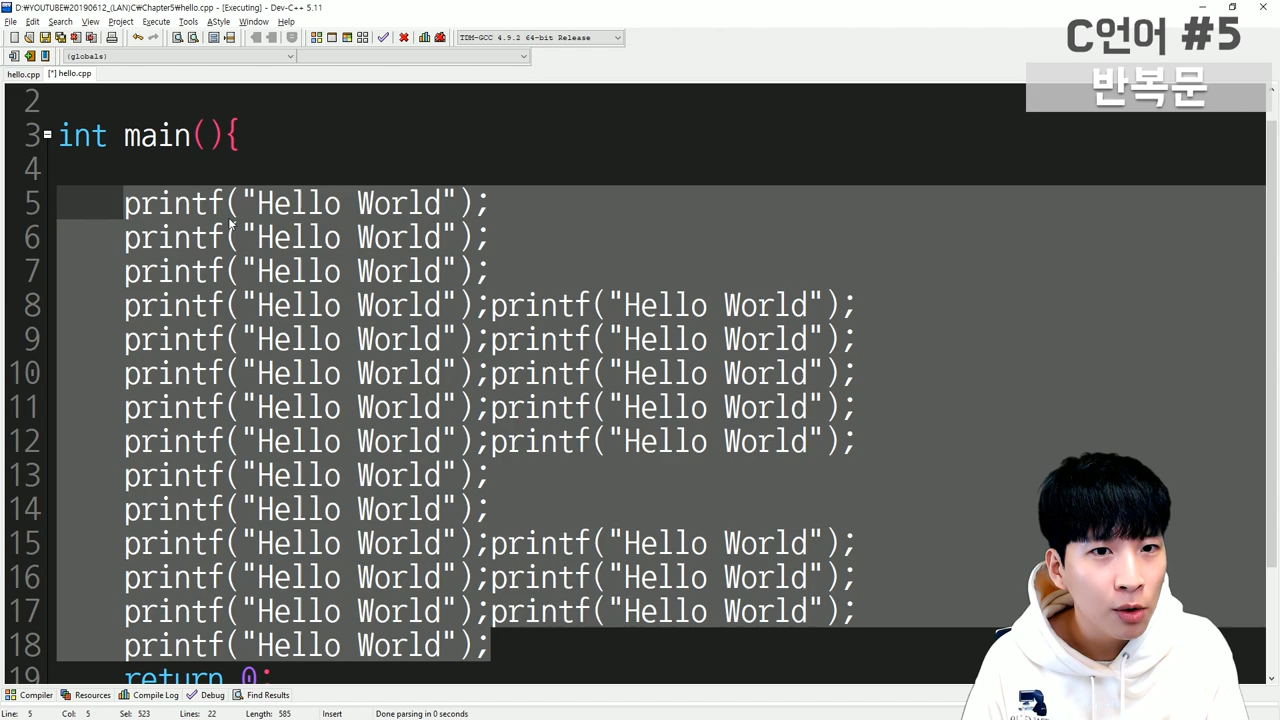 D:₩YOUTUBE₩20190612_(LAN)C₩Chapter5₩hello.cpp - [Executing] - Dev-C++ 5.11
File Edit Search View Project Execute Tools AStyle Window Help
TDM-GCC 4.9.2 64-bit Release
(globals)
hello.cpp [*] hello.cpp
C언어 #5
반복문
2
3 int main(){
4
5 printf("Hello World");
6 printf("Hello World");
7 printf("Hello World");
8 printf("Hello World");printf("Hello World");
9 printf("Hello World");printf("Hello World");
10 printf("Hello World");printf("Hello World");
11 printf("Hello World");printf("Hello World");
12 printf("Hello World");printf("Hello World");
13 printf("Hello World");
14 printf("Hello World");
15 printf("Hello World");printf("Hello World");
16 printf("Hello World");printf("Hello World");
17 printf("Hello World");printf("Hello World");
18 printf("Hello World");
19 return 0;
Compiler Resources Compile Log Debug Find Results
Line: 5 Col: 5 Sel: 523 Lines: 22 Length: 585 Insert Done parsing in 0 seconds